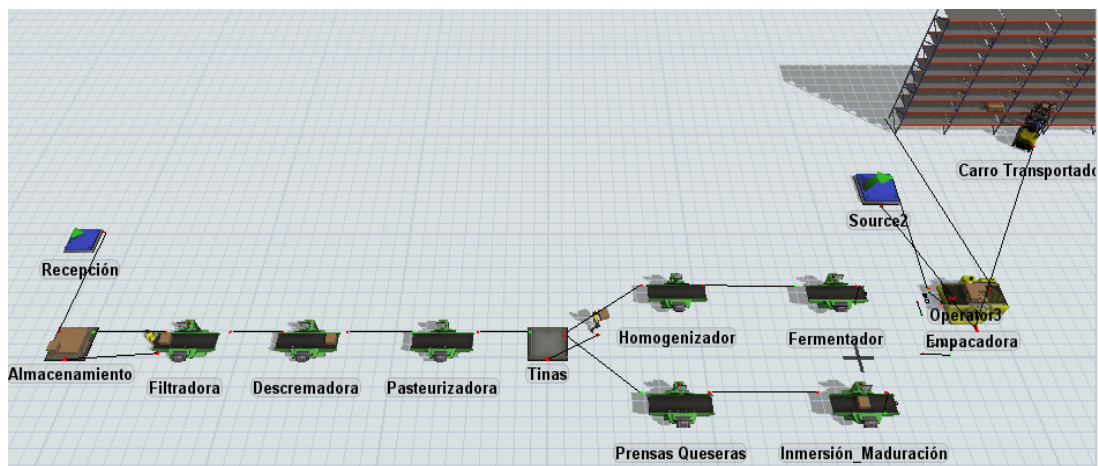 Carro Transportado
Source2
Recepción
Operator3
Homogenizador
Fermentador
Empacadora
Almacenamiento
Filtradora
Descremadora
Pasteurizadora
Tinas
Prensas Queseras
Inmersión_Maduración